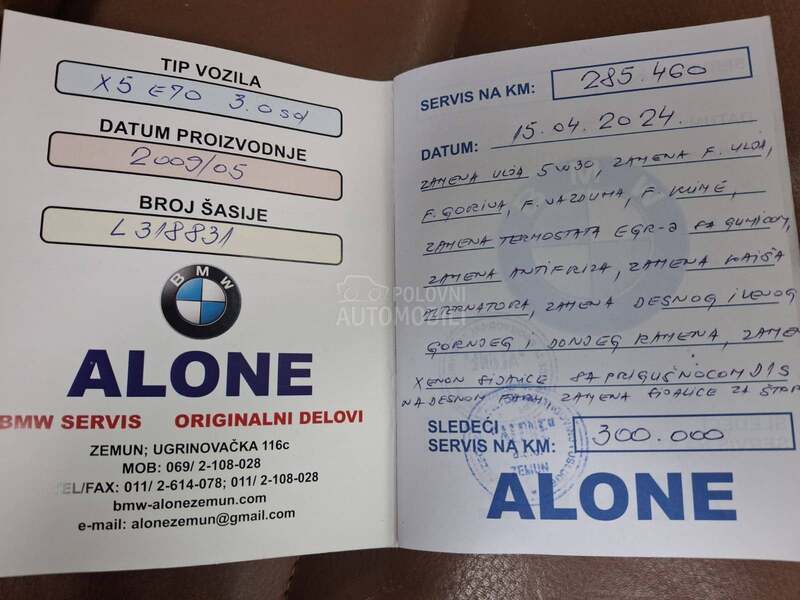 TIP VOZILA
X5 E70 3.0sd
DATUM PROIZVODNJE
2009/05
BROJ ŠASIJE
L318831
BMW
ALONE
BMW SERVIS ORIGINALNI DELOVI
ZEMUN; UGRINOVAČKA 116c
MOB: 069/ 2-108-028
TEL/FAX: 011/ 2-614-078; 011/ 2-108-028
bmw-alonezemun.com
e-mail: alonezemun@gmail.com
POLOVNI
AUTOMOBILI
SERVIS NA KM: 285.460
DATUM: 15.04.2024.
ZAMENA ULJA 5W30, ZAMENA F. ULJA,
F. GORIVA, F. VAZDUHA, F. KLIME,
ZAMENA TERMOSTATA EGR-a SA GUMICOM,
ZAMENA ANTIFRIZA, ZAMENA KAIŠA
ALTERNATORA, ZAMENA DESNOG I LEVOG
GORNJEG I DONJEG RAMENA, ZAMEN
XENON SIJALICE SA PRIGUŠNICOM D1S
NA DESNOM FARU, ZAMENA SIJALICE ZA STOP
SLEDEĆI
SERVIS NA KM: 300.000
ZEMUN
ALONE